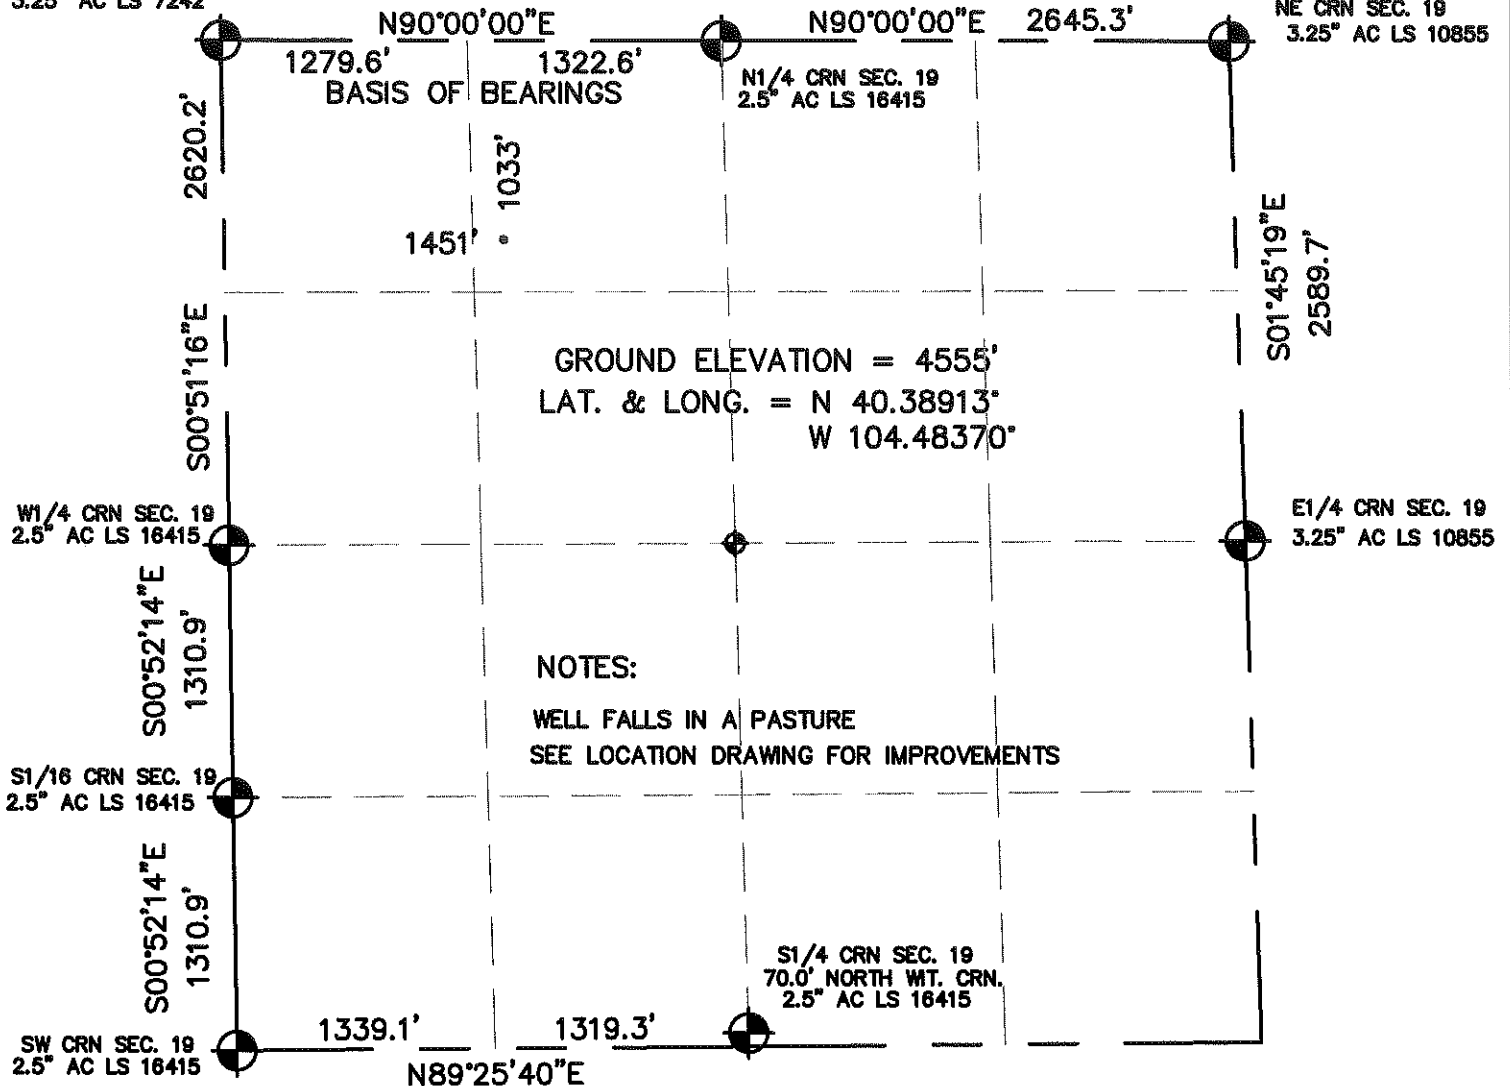 3.25" AC LS 7242
N90°00'00"E
N90°00'00"E
2645.3'
NE CRN SEC. 19
3.25" AC LS 10855
1279.6'
1322.6'
BASIS OF BEARINGS
N1/4 CRN SEC. 19
2.5" AC LS 16415
2620.2'
1033'
1451'
S01°45'19"E
2589.7'
S00°51'16"E
GROUND ELEVATION = 4555'
LAT. & LONG. = N 40.38913°
W 104.48370°
W1/4 CRN SEC. 19
2.5" AC LS 16415
E1/4 CRN SEC. 19
3.25" AC LS 10855
S00°52'14"E
1310.9'
NOTES:
WELL FALLS IN A PASTURE
SEE LOCATION DRAWING FOR IMPROVEMENTS
S1/16 CRN SEC. 19
2.5" AC LS 16415
S00°52'14"E
1310.9'
S1/4 CRN SEC. 19
70.0' NORTH WIT. CRN.
2.5" AC LS 16415
SW CRN SEC. 19
2.5" AC LS 16415
1339.1'
1319.3'
N89°25'40"E